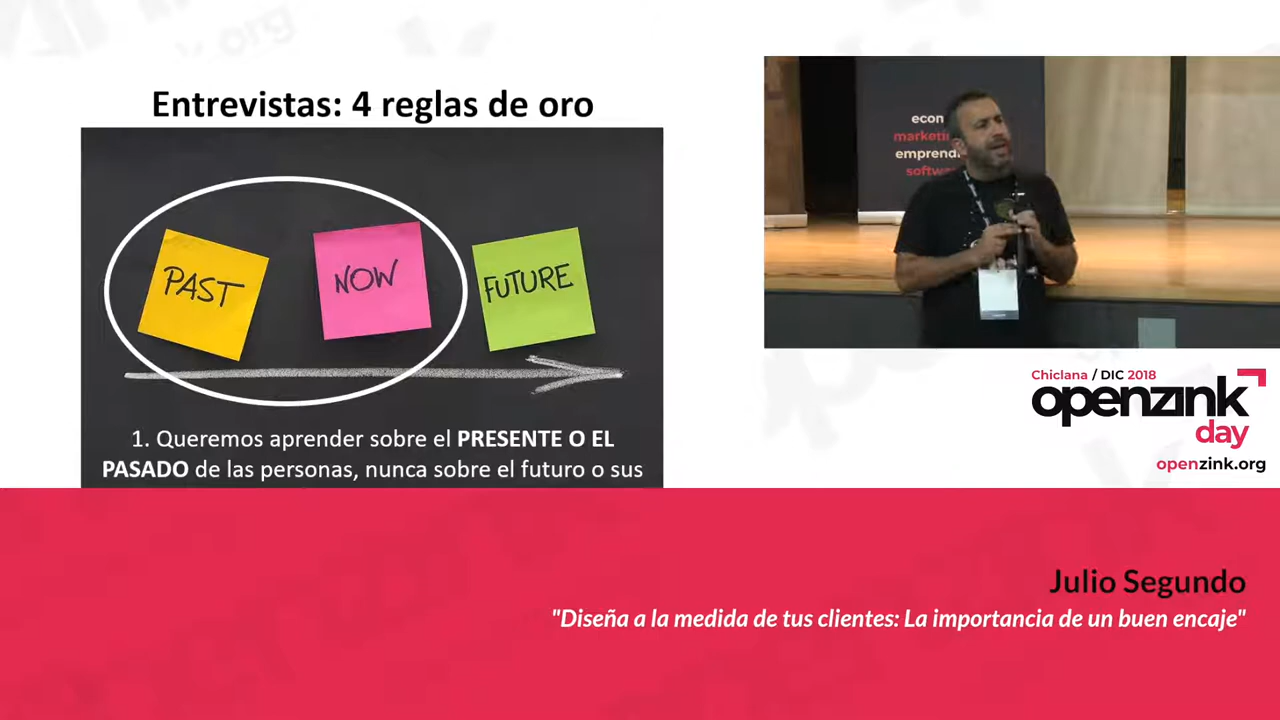 Entrevistas: 4 reglas de oro
PAST
NOW
FUTURE
1. Queremos aprender sobre el PRESENTE O EL
PASADO de las personas, nunca sobre el futuro o sus
econ
marketi
emprend
softw
Chiclana / DIC 2018
openzink
day
openzink.org
Julio Segundo
"Diseña a la medida de tus clientes: La importancia de un buen encaje"